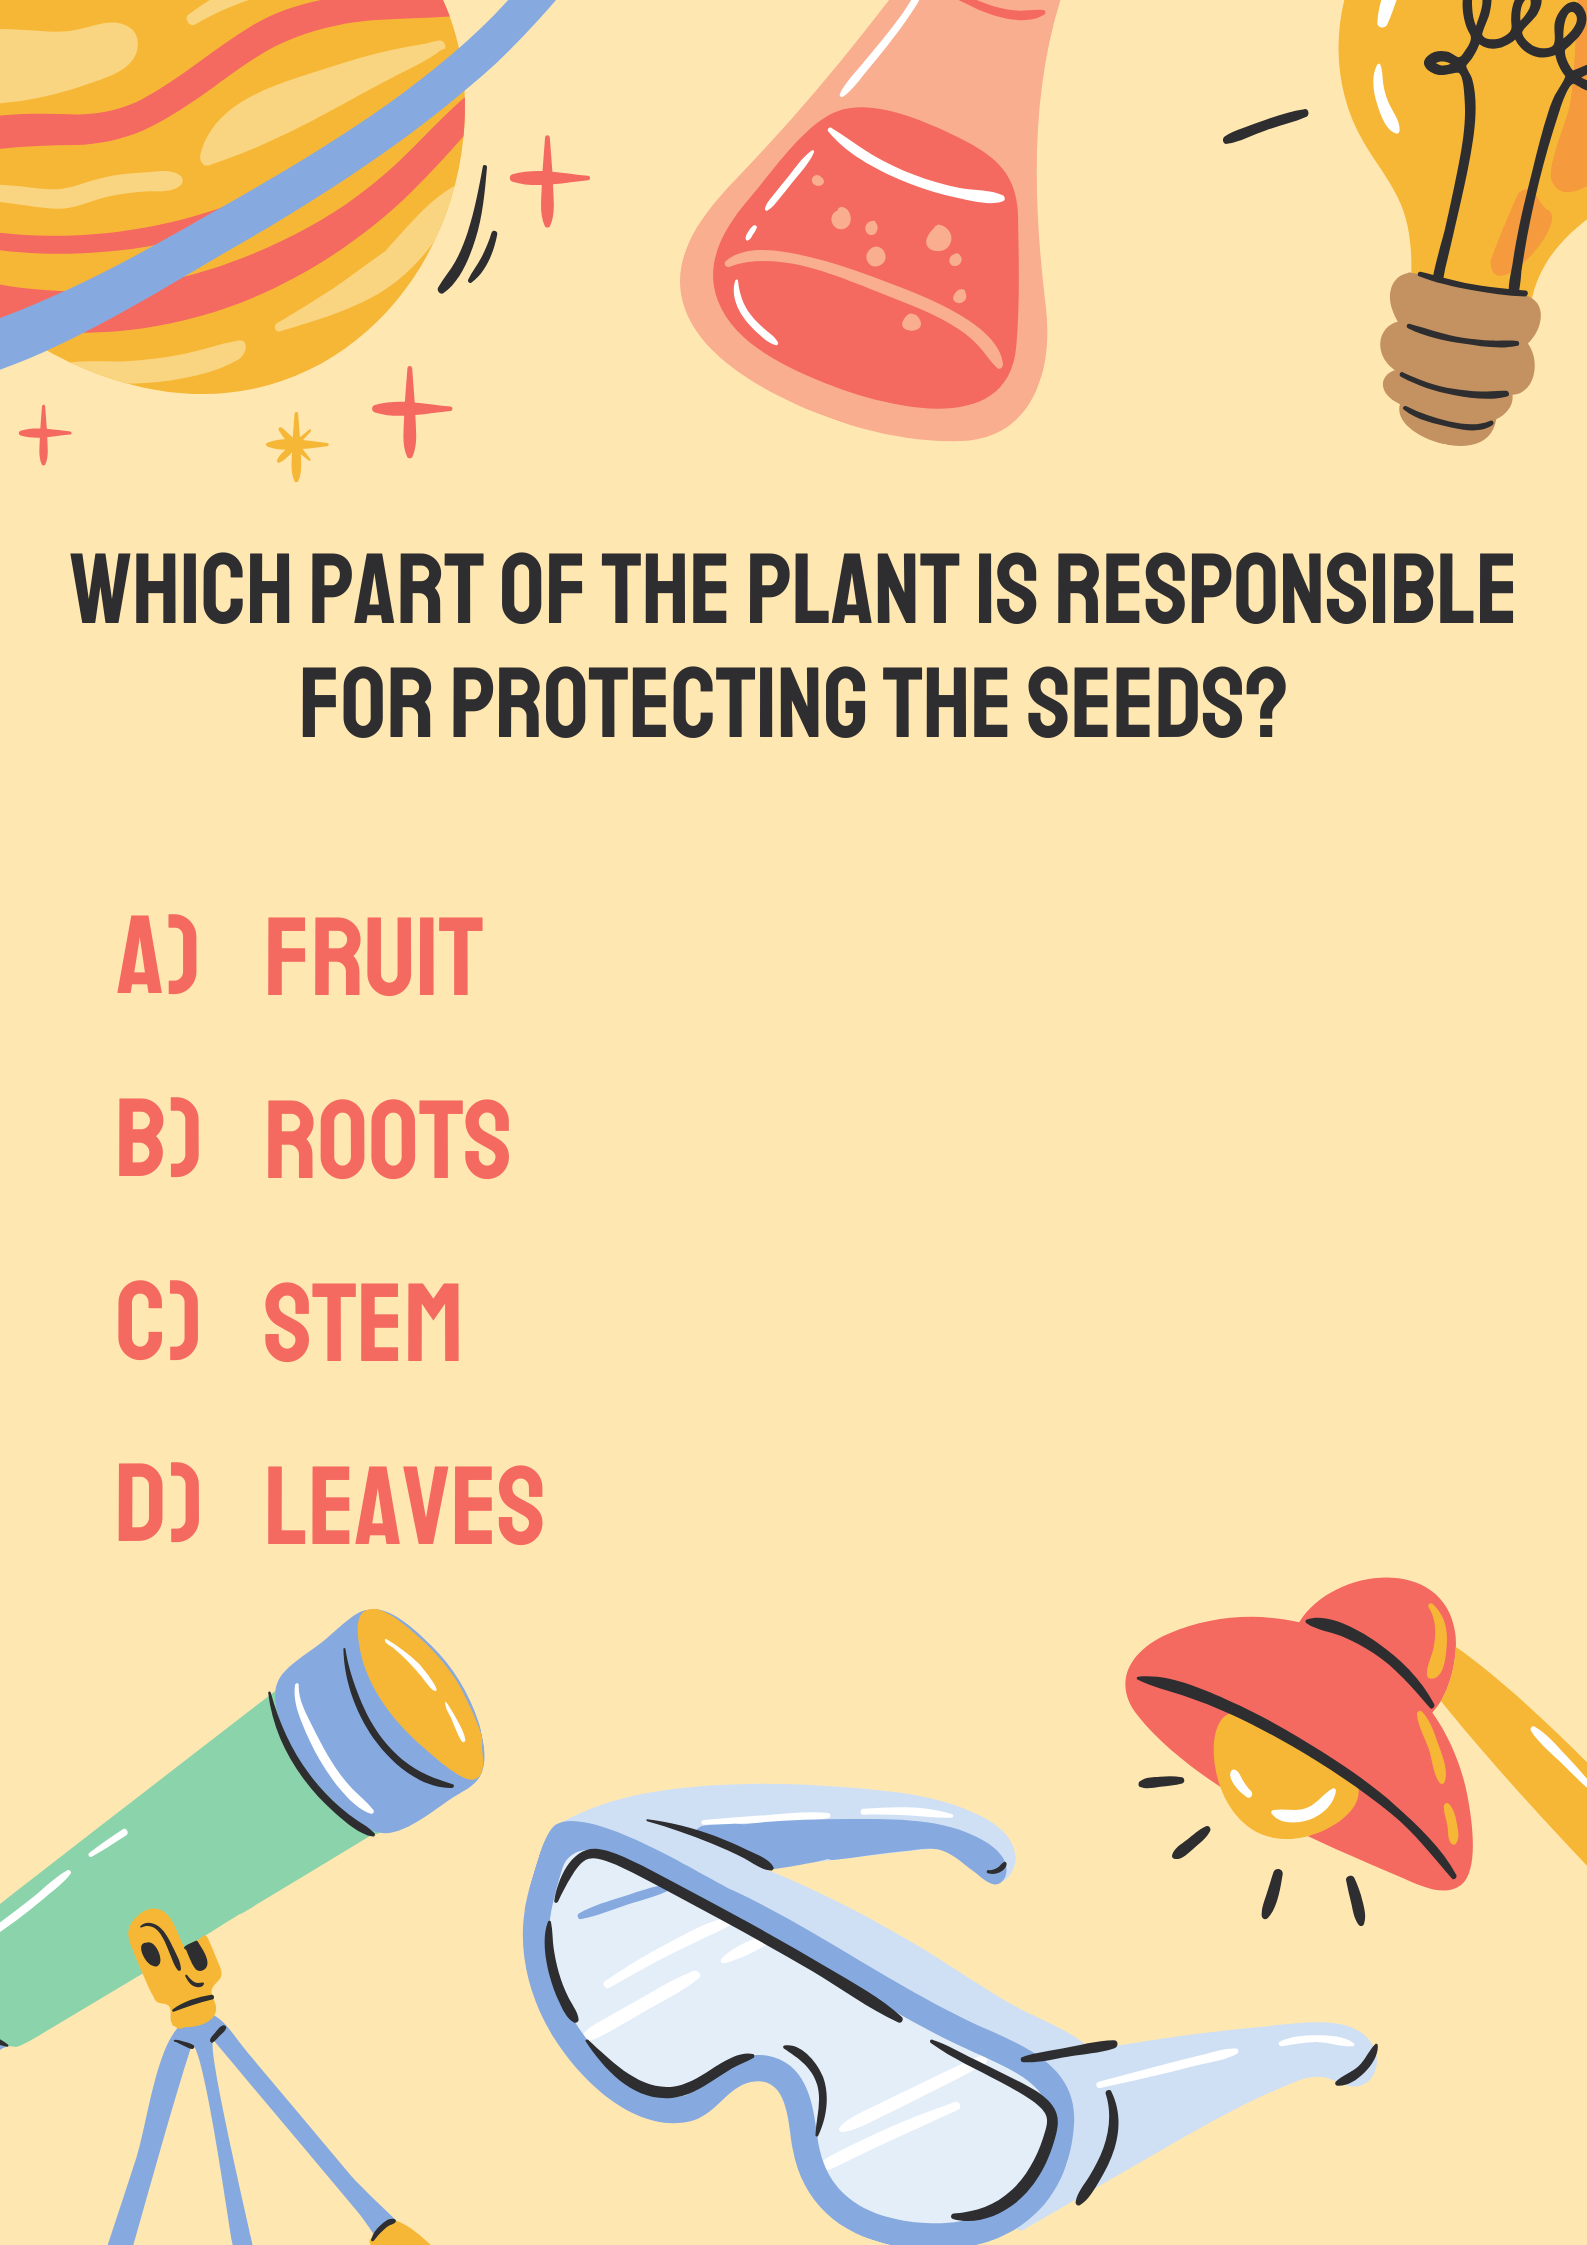 WHICH PART OF THE PLANT IS RESPONSIBLE
FOR PROTECTING THE SEEDS?
A) FRUIT
B) ROOTS
C) STEM
D) LEAVES